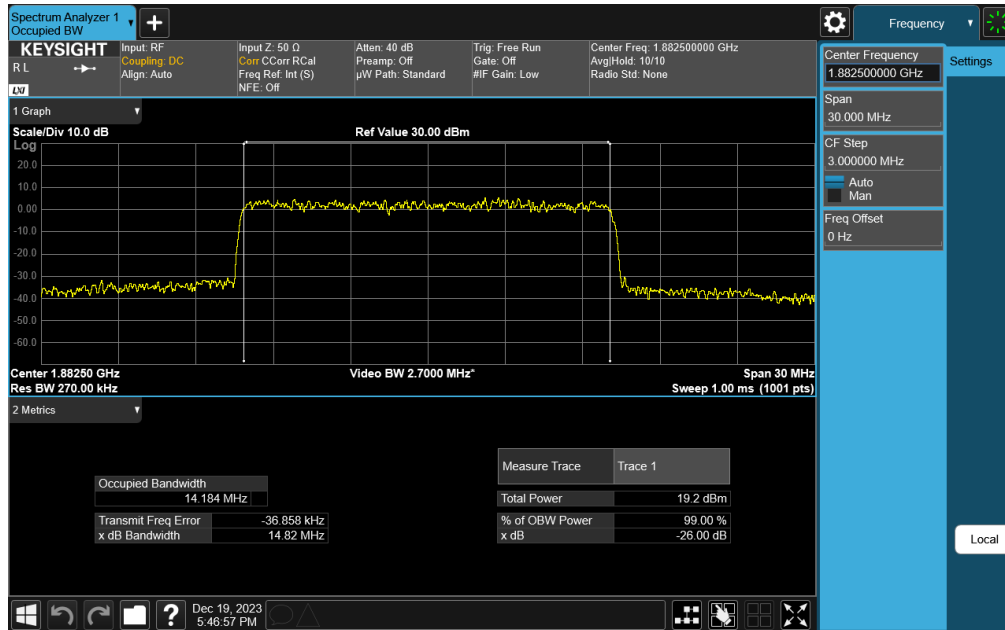 Spectrum Analyzer 1
Occupied BW
Frequency
KEYSIGHT
R L
LXI
Input: RF
Coupling: DC
Align: Auto
Input Z: 50 Ω
Corr CCorr RCal
Freq Ref: Int (S)
NFE: Off
Atten: 40 dB
Preamp: Off
µW Path: Standard
Trig: Free Run
Gate: Off
#IF Gain: Low
Center Freq: 1.882500000 GHz
Avg|Hold: 10/10
Radio Std: None
Center Frequency
1.882500000 GHz
Settings
Span
30.000 MHz
CF Step
3.000000 MHz
Auto
Man
Freq Offset
0 Hz
Local
1 Graph
Scale/Div 10.0 dB
Ref Value 30.00 dBm
Log
20.0
10.0
0.00
-10.0
-20.0
-30.0
-40.0
-50.0
-60.0
Center 1.88250 GHz
Video BW 2.7000 MHz*
Span 30 MHz
Res BW 270.00 kHz
Sweep 1.00 ms (1001 pts)
2 Metrics
Occupied Bandwidth
14.184 MHz
Transmit Freq Error -36.858 kHz
x dB Bandwidth 14.82 MHz
Measure Trace Trace 1
Total Power 19.2 dBm
% of OBW Power 99.00 %
x dB -26.00 dB
?
Dec 19, 2023
5:46:57 PM